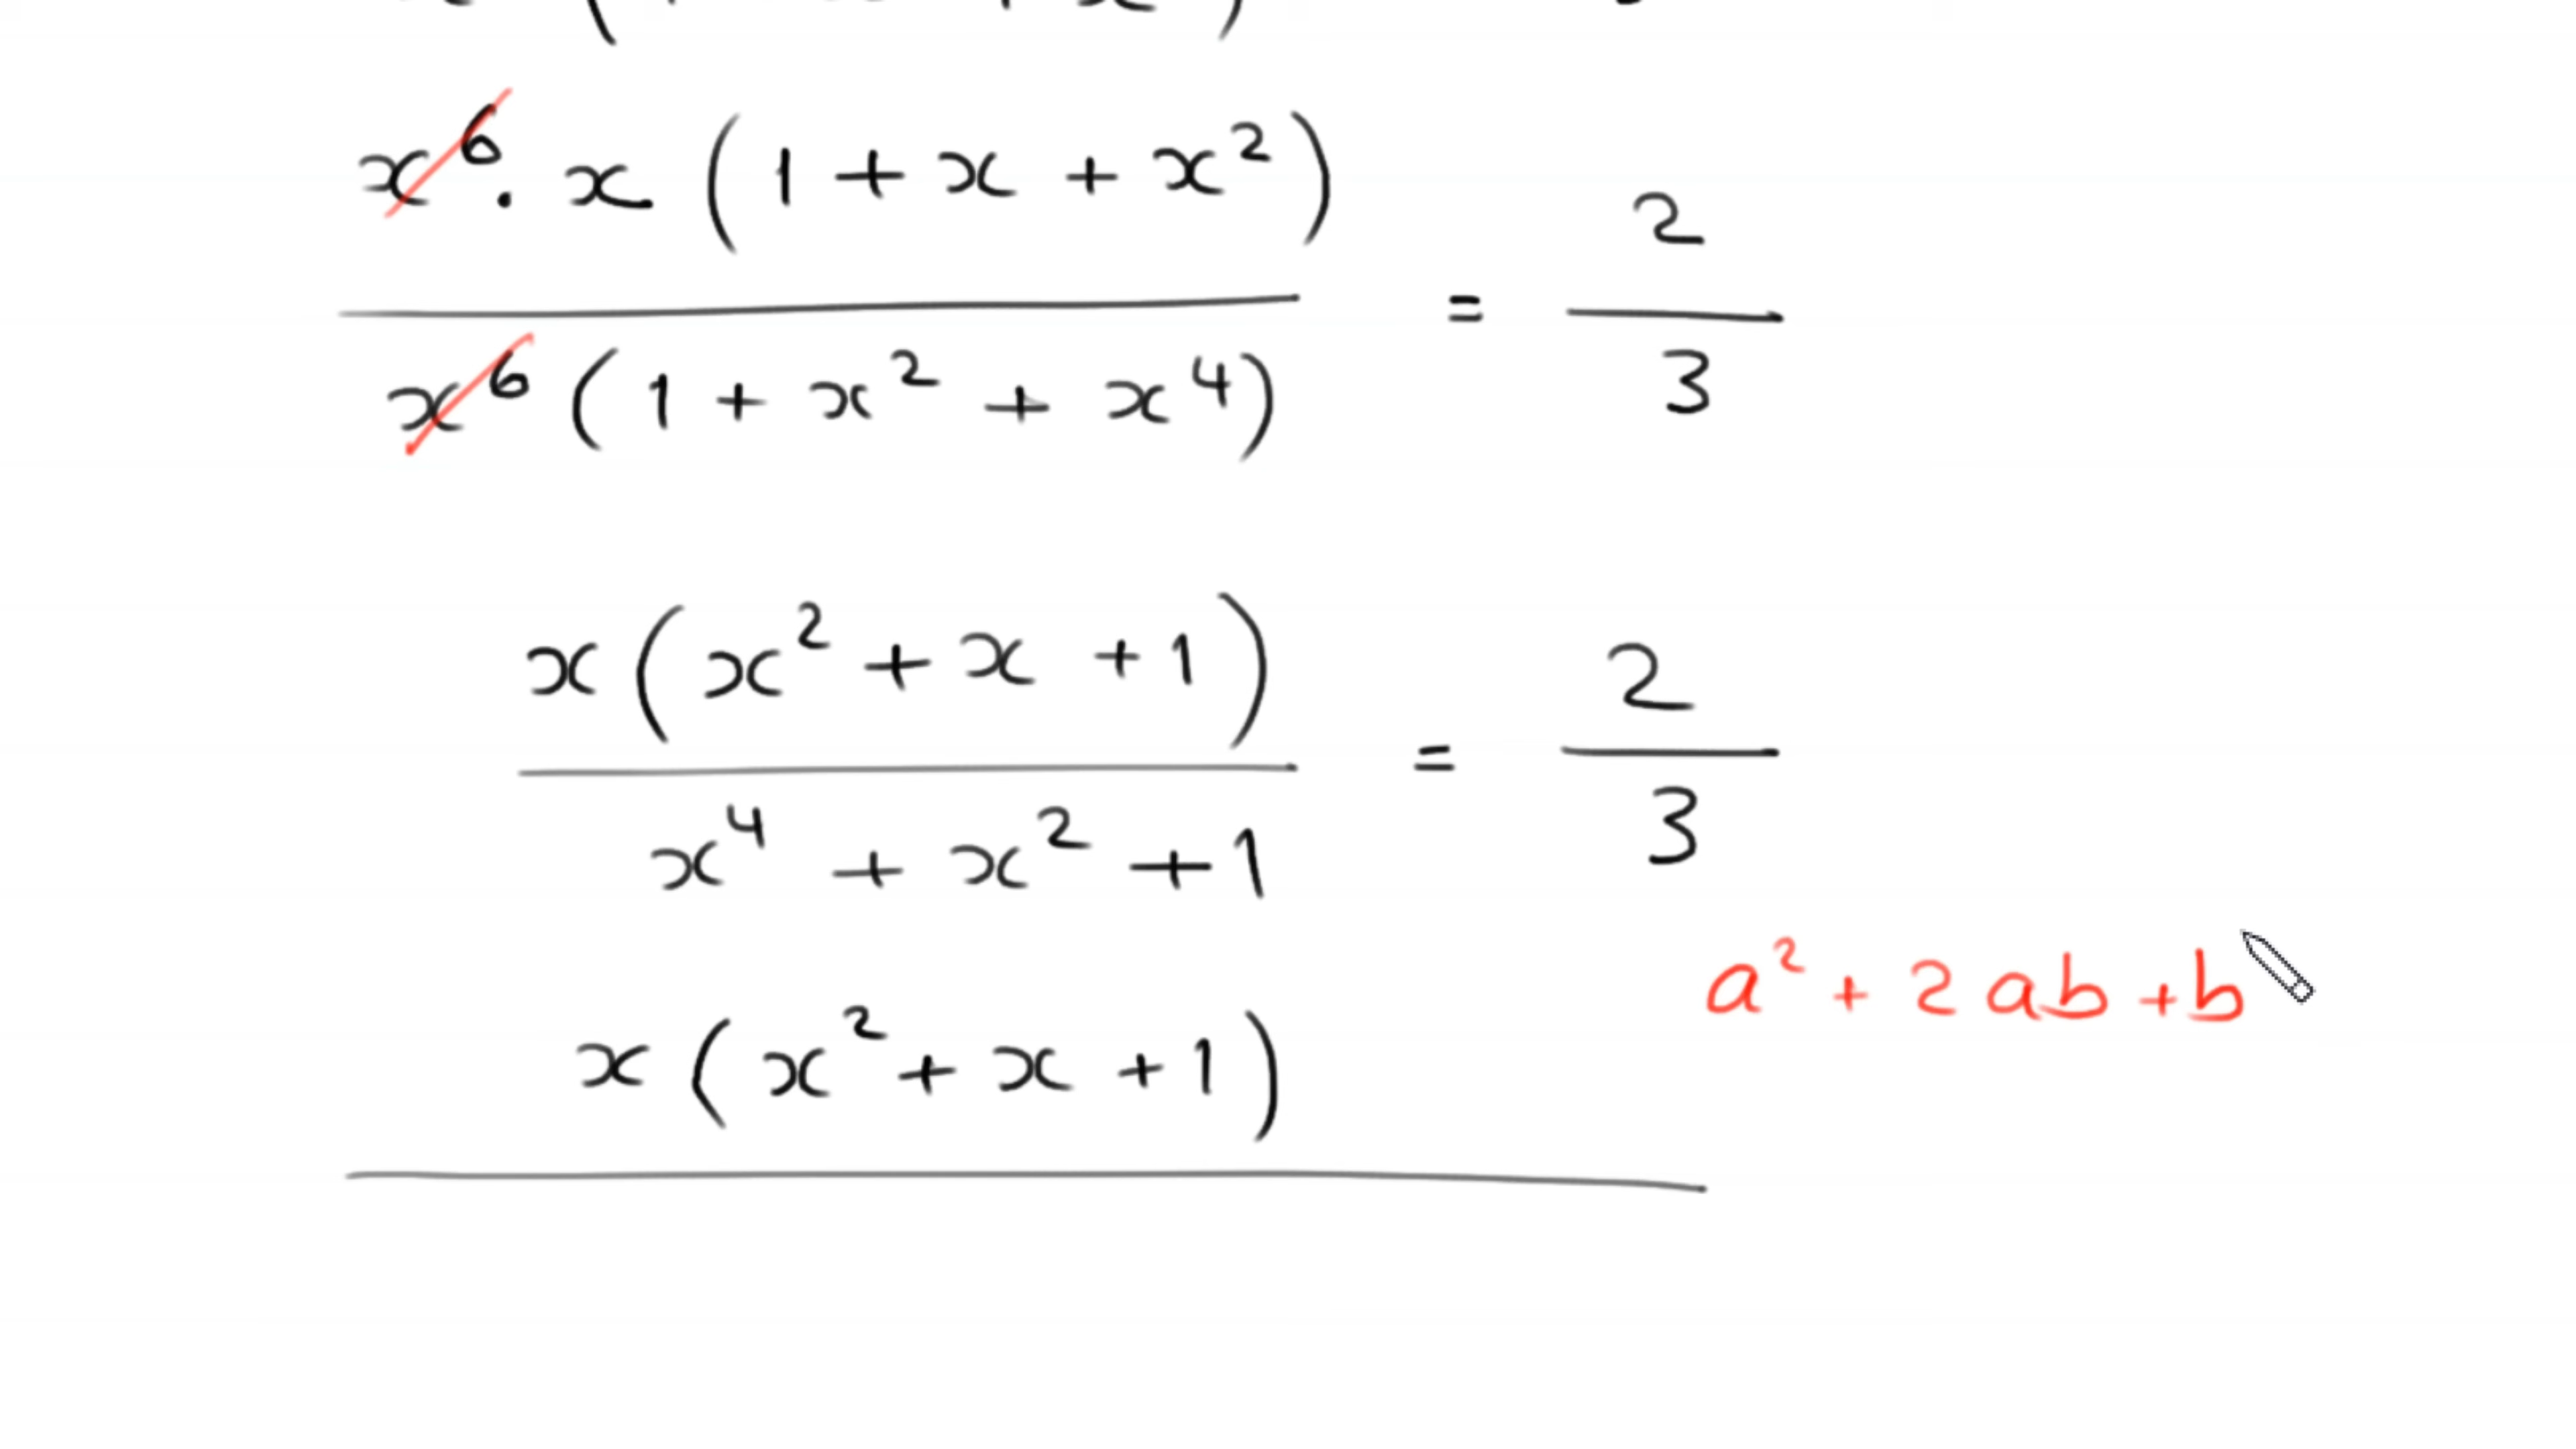 x⁶ . x (1 + x + x²)
/ x⁶ (1 + x² + x⁴) = 2/3
x (x² + x + 1)
/ x⁴ + x² + 1 = 2/3
a² + 2ab + b
x (x² + x + 1)